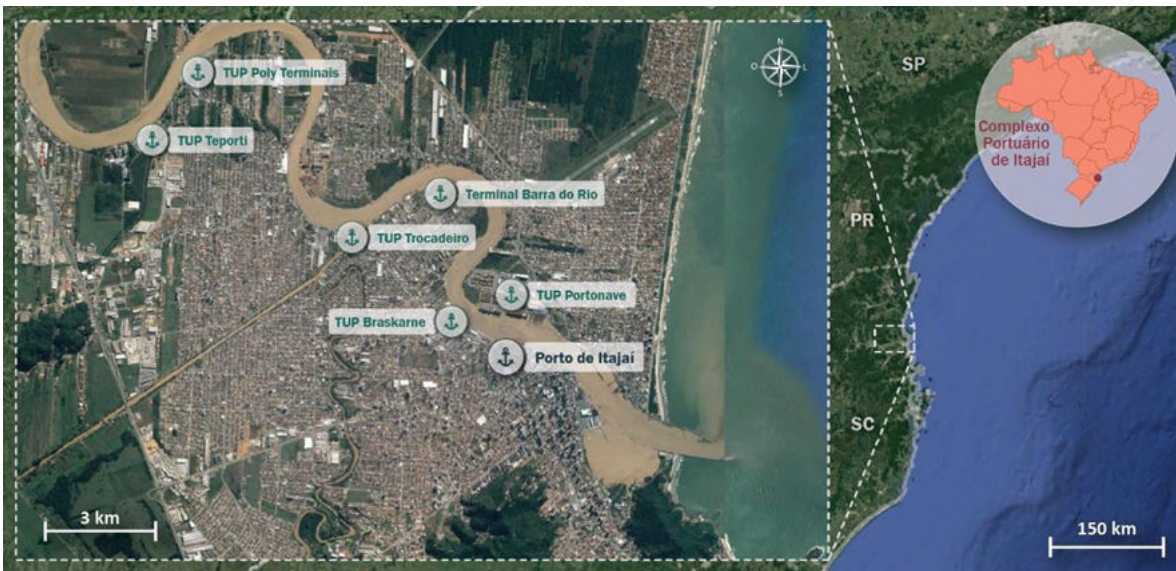 TUP Poly Terminais
TUP Teporti
Terminal Barra do Rio
TUP Trocadeiro
TUP Portonave
TUP Braskarne
Porto de Itajaí
3 km
N
O
L
S
SP
PR
SC
Complexo
Portuário
de Itajaí
150 km